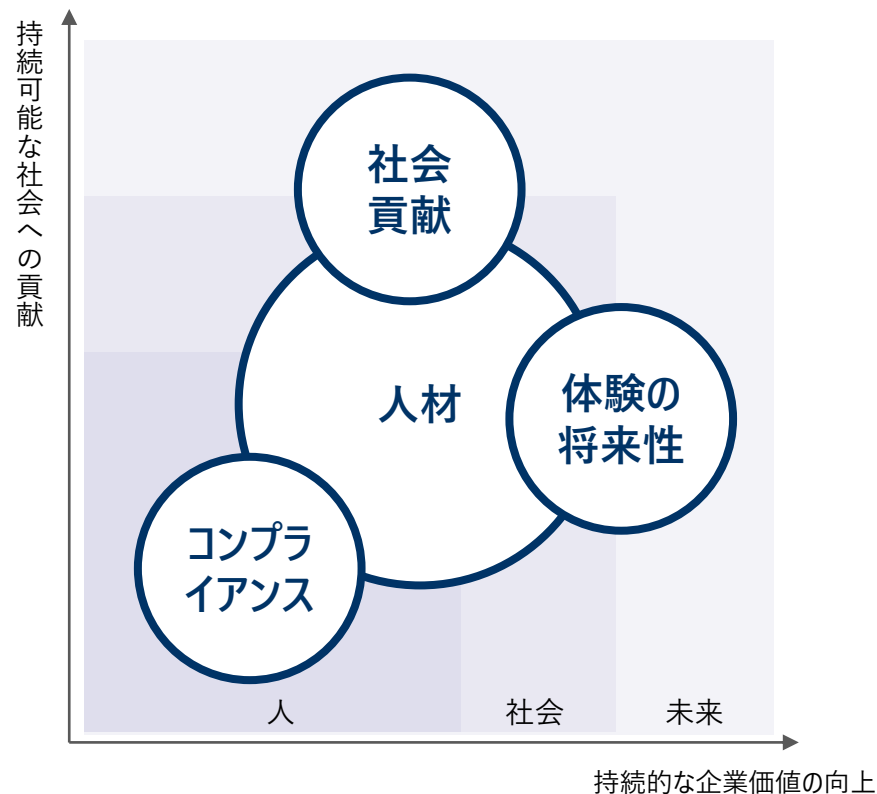 持続可能な社会への貢献
社会
貢献
人材
体験の
将来性
コンプラ
イアンス
人
社会
未来
持続的な企業価値の向上